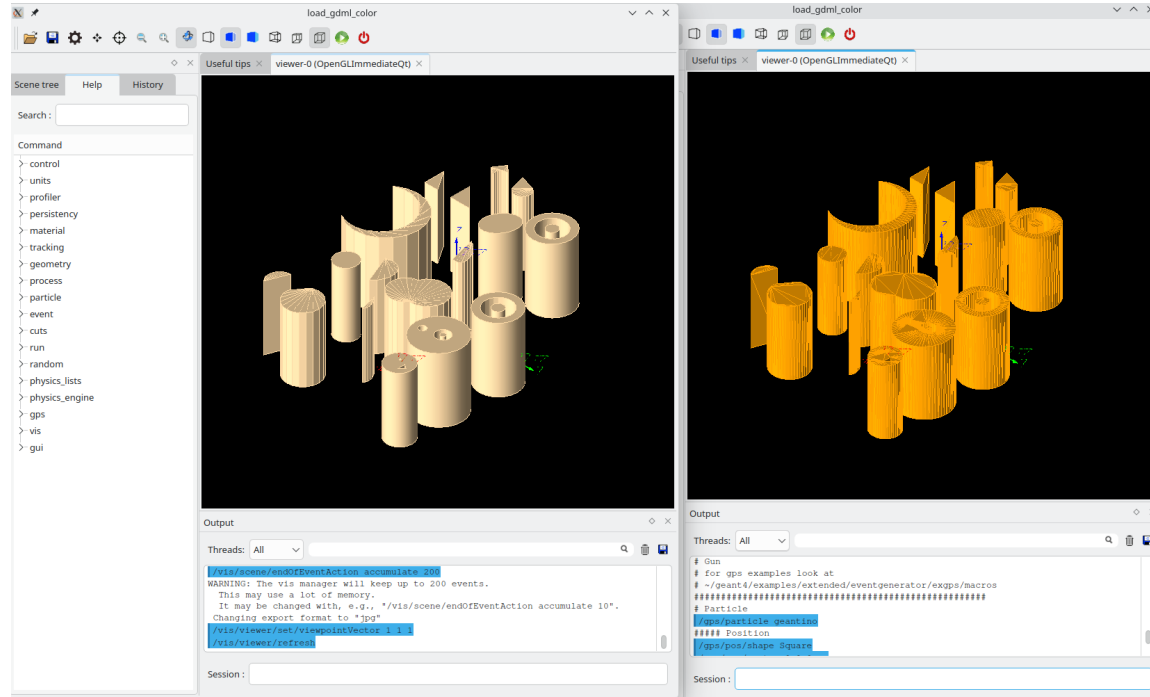 load_gdml_color
Useful tips
viewer-0 (OpenGLImmediateQt)
Scene tree
Help
History
Search :
Command
control
units
profiler
persistency
material
tracking
geometry
process
particle
event
cuts
run
random
physics_lists
physics_engine
gps
vis
gui
z
Output
Threads: All
/vis/scene/endOfEventAction accumulate 200
WARNING: The vis manager will keep up to 200 events.
This may use a lot of memory.
It may be changed with, e.g., "/vis/scene/endOfEventAction accumulate 10".
Changing export format to "jpg"
/vis/viewer/set/viewpointVector 1 1 1
/vis/viewer/refresh
Session :
load_gdml_color
Useful tips
viewer-0 (OpenGLImmediateQt)
z
Output
Threads: All
# Gun
# for gps examples look at
# ~/geant4/examples/extended/eventgenerator/exgps/macros
########################################################
# Particle
/gps/particle geantino
##### Position
/gps/pos/shape Square
Session :